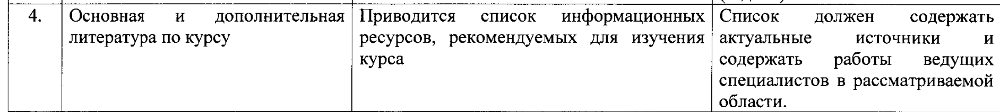 4.
Основная и дополнительная
литература по курсу
Приводится список информационных
ресурсов, рекомендуемых для изучения
курса
Список должен содержать
актуальные источники и
содержать работы ведущих
специалистов в рассматриваемой
области.